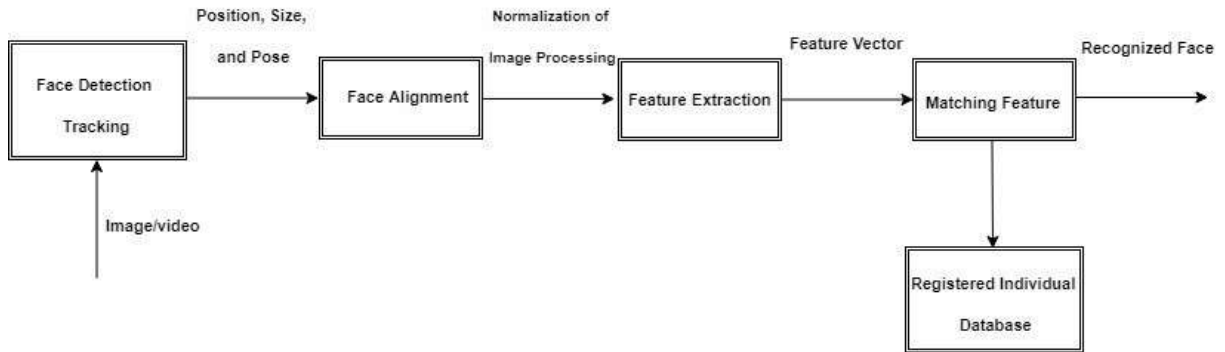 Face Detection
Tracking
Image/video
Position, Size,
and Pose
Face Alignment
Normalization of
Image Processing
Feature Extraction
Feature Vector
Matching Feature
Recognized Face
Registered Individual
Database